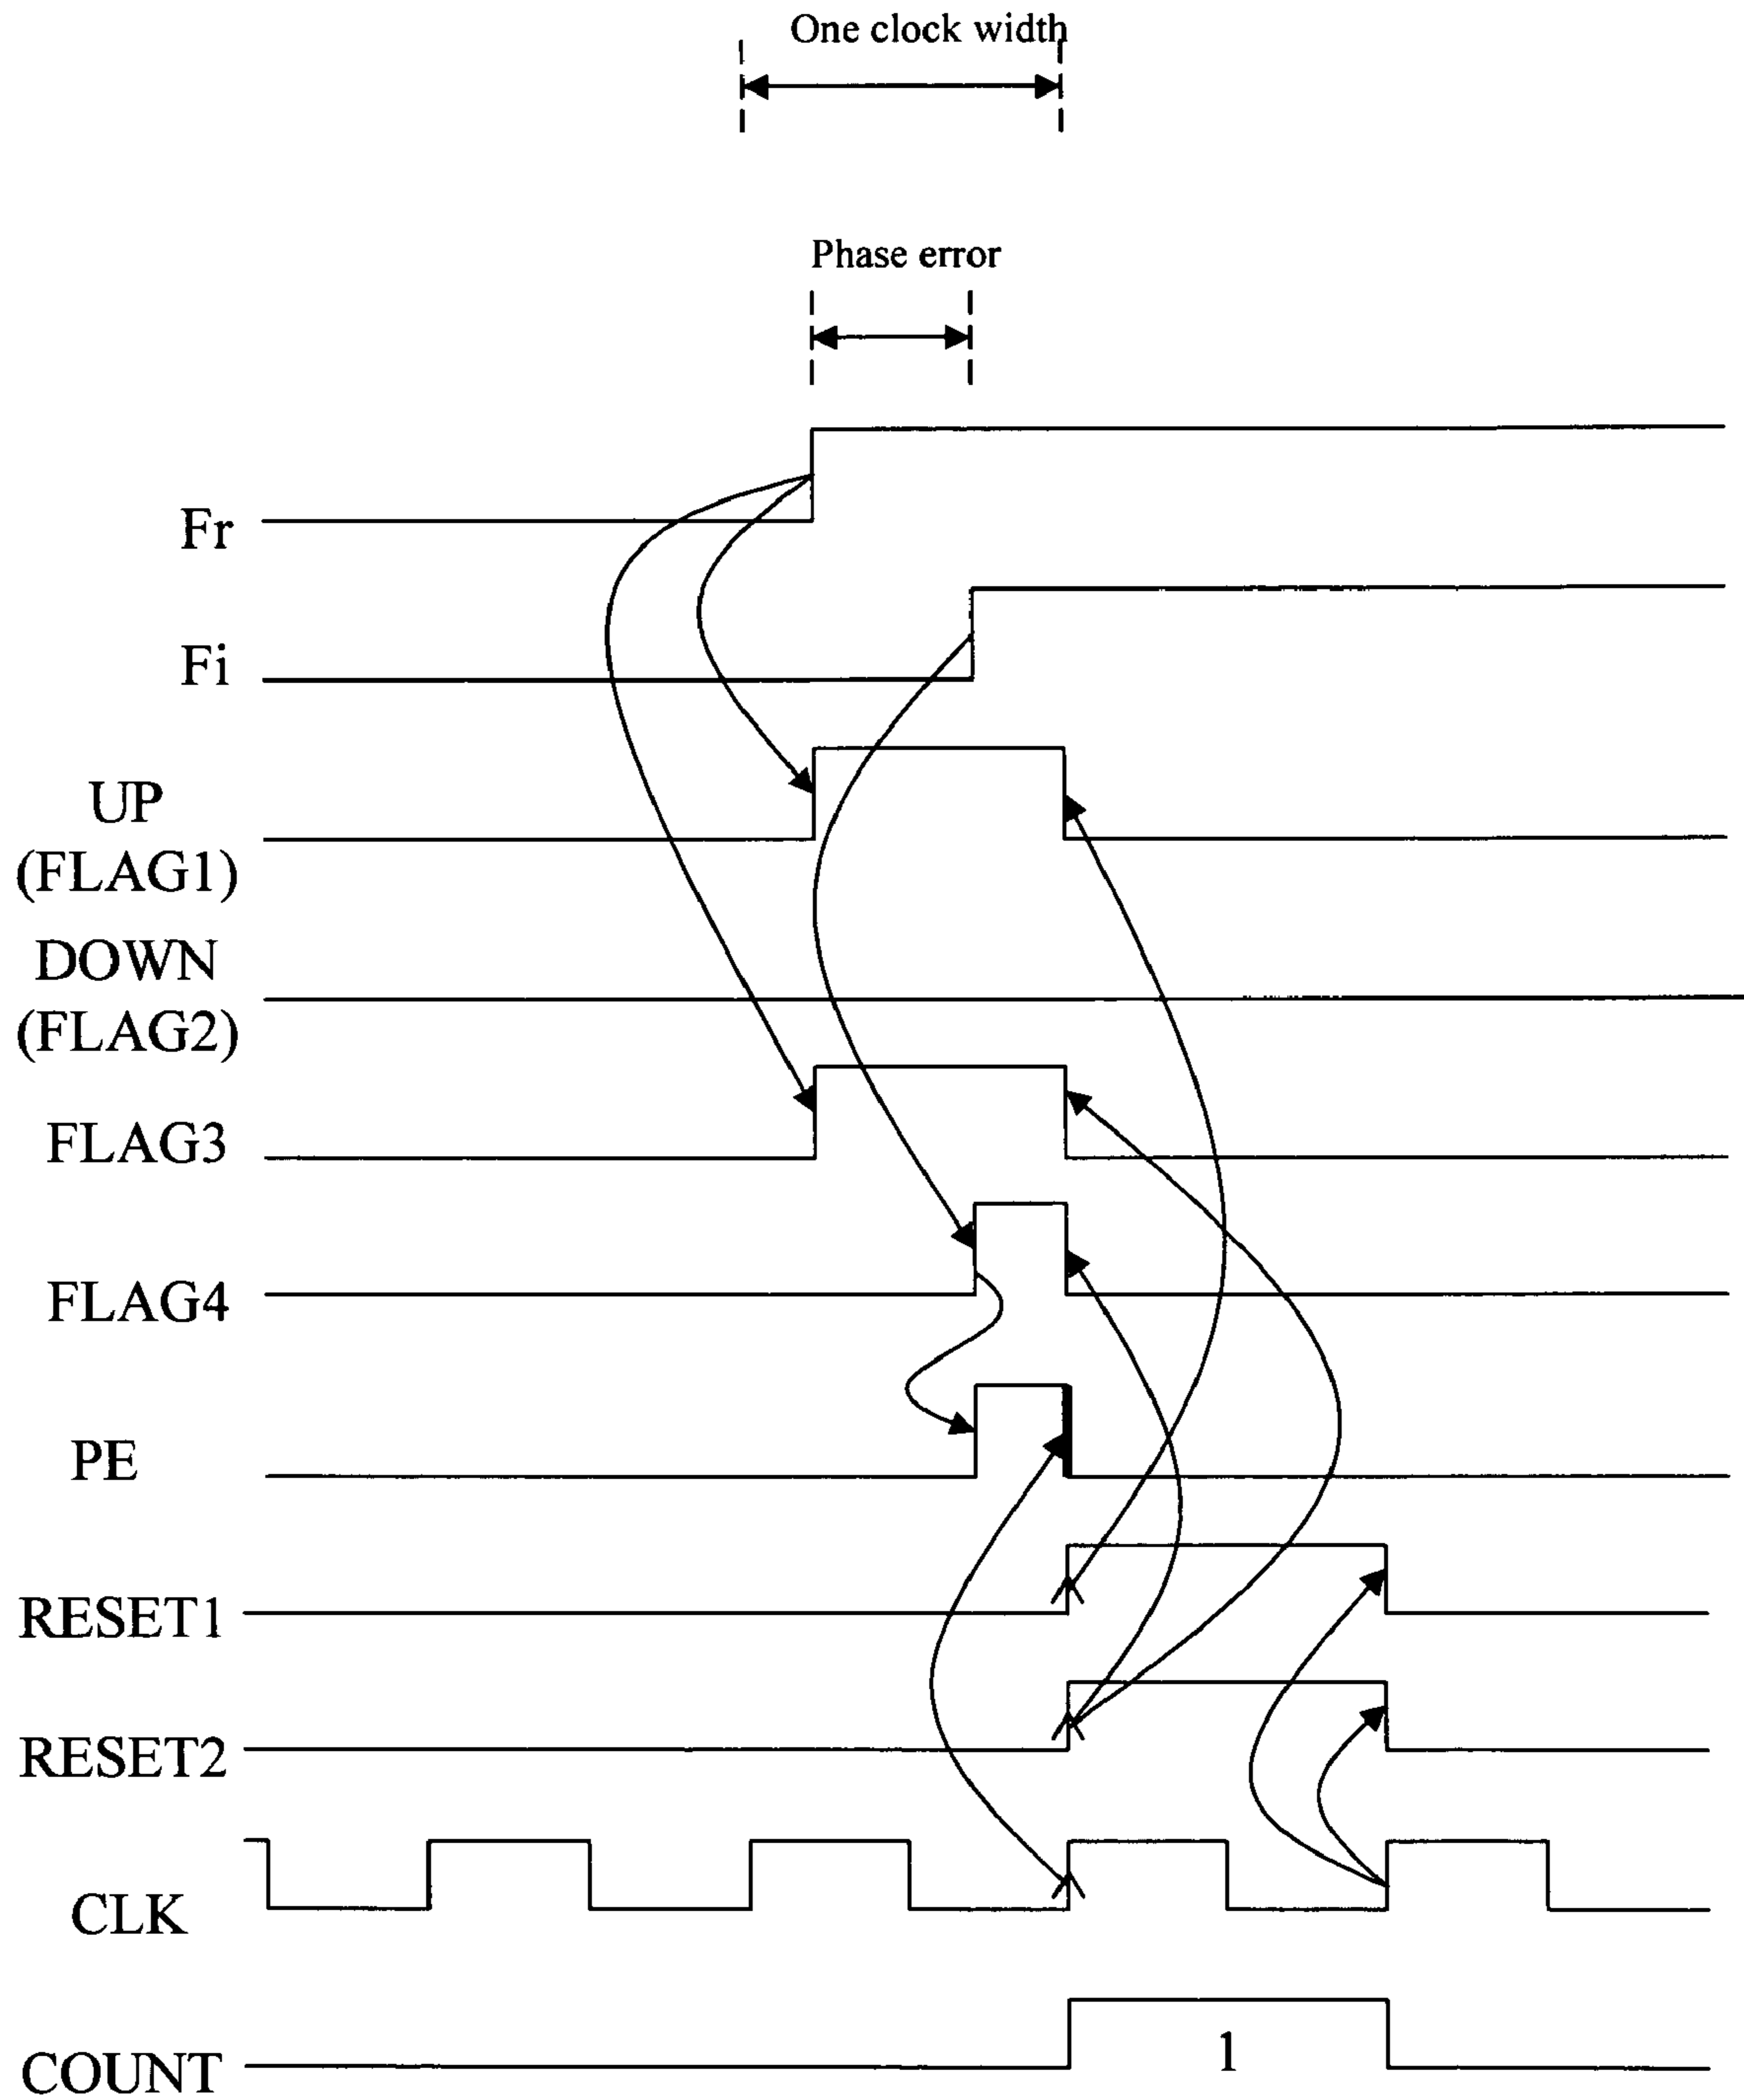 One clock width
Phase error
Fr
Fi
UP
(FLAG1)
DOWN
(FLAG2)
FLAG3
FLAG4
PE
RESET1
RESET2
CLK
COUNT
1